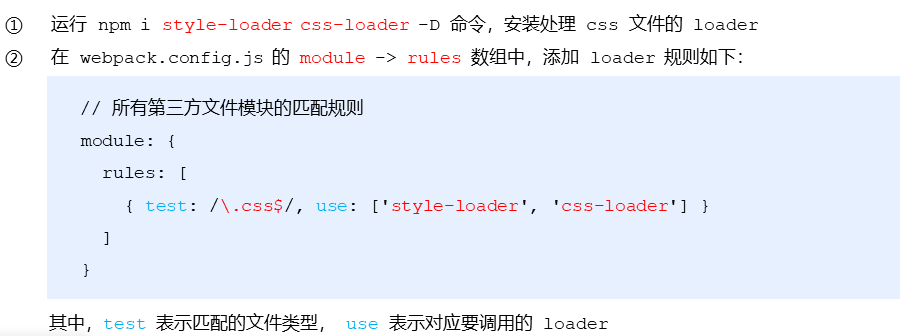 ① 运行 npm i style-loader css-loader -D 命令，安装处理 css 文件的 loader
② 在 webpack.config.js 的 module -> rules 数组中，添加 loader 规则如下：
// 所有第三方文件模块的匹配规则
module: {
rules: [
{ test: /\.css$/, use: ['style-loader', 'css-loader'] }
]
}
其中，test 表示匹配的文件类型， use 表示对应要调用的 loader